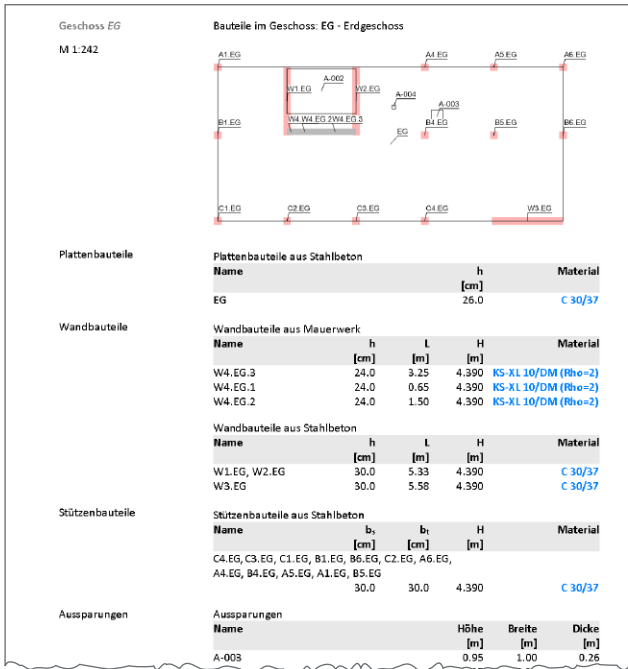 Geschoss EG
Bauteile im Geschoss: EG - Erdgeschoss
M 1:242
A1.EG A4.EG A5.EG A6.EG
W1.EG A-002 W2.EG
A-004 A-003
B1.EG W4.W4.EG.2W4.EG.3 EG B4.EG B5.EG B6.EG
C1.EG C2.EG C3.EG C4.EG W3.EG
Plattenbauteile
Plattenbauteile aus Stahlbeton
Name h Material
[cm]
EG 26.0 C 30/37
Wandbauteile
Wandbauteile aus Mauerwerk
Name h L H Material
[cm] [m] [m]
W4.EG.3 24.0 3.25 4.390 KS-XL 10/DM (Rho=2)
W4.EG.1 24.0 0.65 4.390 KS-XL 10/DM (Rho=2)
W4.EG.2 24.0 1.50 4.390 KS-XL 10/DM (Rho=2)
Wandbauteile aus Stahlbeton
Name h L H Material
[cm] [m] [m]
W1.EG, W2.EG 30.0 5.33 4.390 C 30/37
W3.EG 30.0 5.58 4.390 C 30/37
Stützenbauteile
Stützenbauteile aus Stahlbeton
Name bs bt H Material
[cm] [cm] [m]
C4.EG, C3.EG, C1.EG, B1.EG, B6.EG, C2.EG, A6.EG,
A4.EG, B4.EG, A5.EG, A1.EG, B5.EG
30.0 30.0 4.390 C 30/37
Aussparungen
Aussparungen
Name Höhe Breite Dicke
[m] [m] [m]
A-003 0.95 1.00 0.26